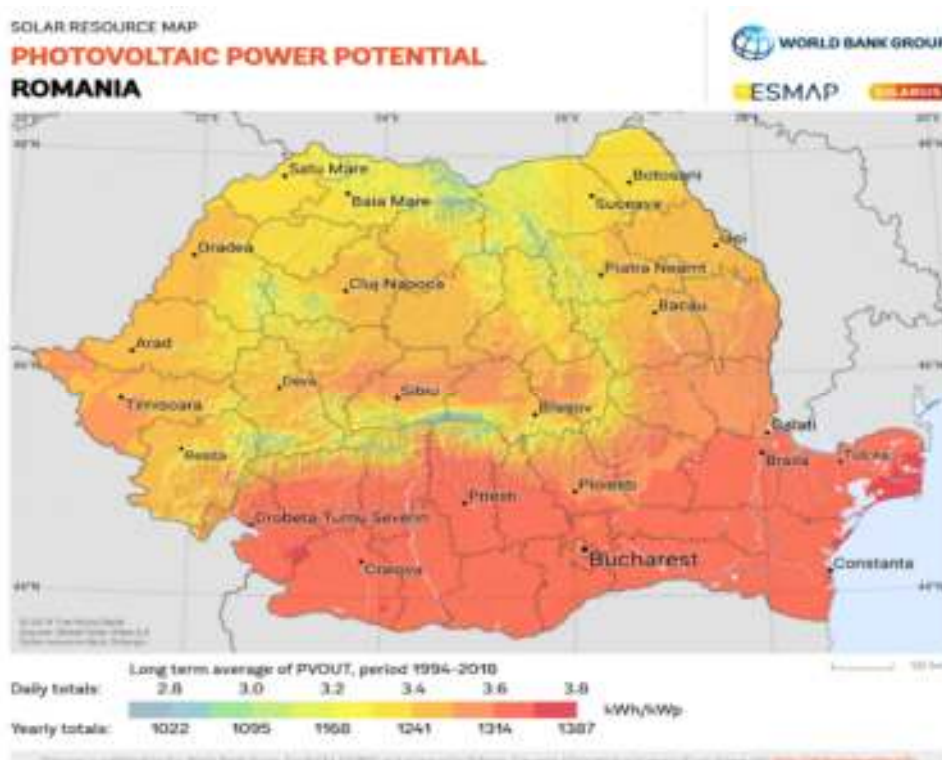 SOLAR RESOURCE MAP
PHOTOVOLTAIC POWER POTENTIAL
ROMANIA
WORLD BANK GROUP
ESMAP
SOLARGIS
Satu Mare
Botosani
Baia Mare
Suceava
Oradea
Iasi
Piatra Neamt
Cluj Napoca
Bacau
Arad
Deva
Sibiu
Timisoara
Brasov
Galati
Resita
Braila
Tulcea
Pitesti
Ploiesti
Drobeta-Turnu Severin
Bucharest
Craiova
Constanta
Long term average of PVOUT, period 1994-2018
Daily totals: 2.8 3.0 3.2 3.4 3.6 3.8
kWh/kWp
Yearly totals: 1022 1095 1168 1241 1314 1387